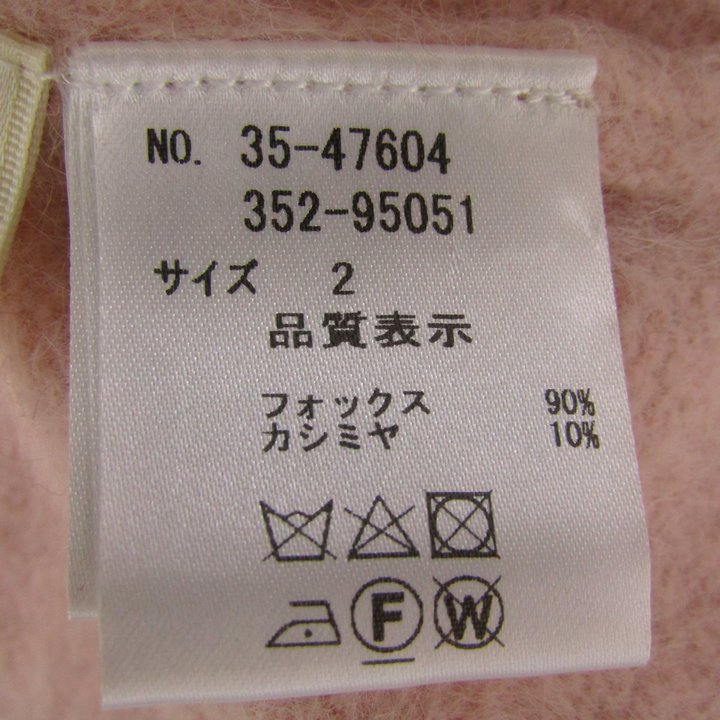 NO. 35-47604
352-95051
サイズ 2
品質表示
フォックス 90%
カシミヤ 10%
F W